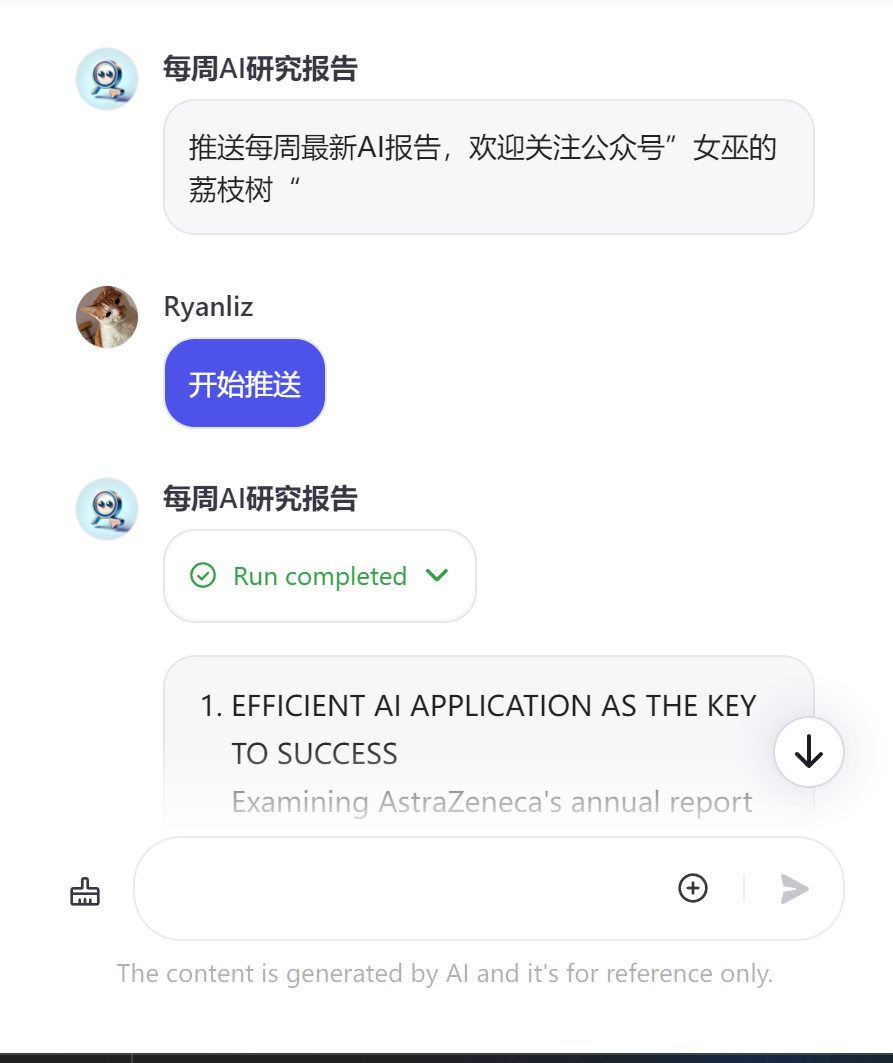 每周AI研究报告
推送每周最新AI报告，欢迎关注公众号”女巫的
荔枝树“
Ryanliz
开始推送
每周AI研究报告
Run completed
1. EFFICIENT AI APPLICATION AS THE KEY
TO SUCCESS
Examining AstraZeneca's annual report
The content is generated by AI and it's for reference only.